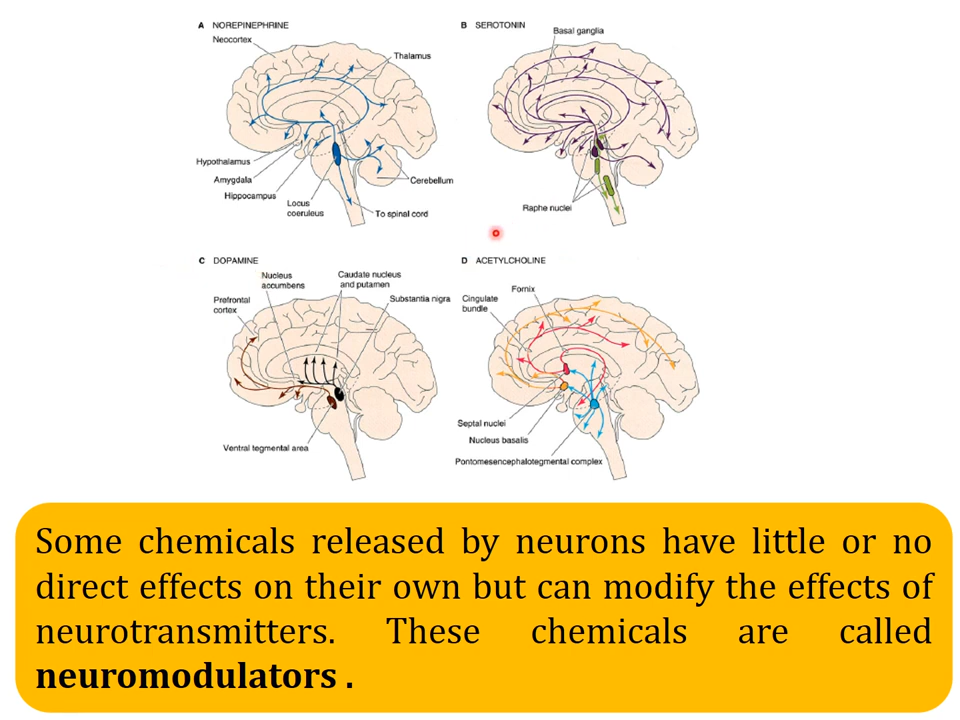 A NOREPINEPHRINE
Neocortex
Thalamus
Hypothalamus
Amygdala
Hippocampus
Locus
coeruleus
To spinal cord
Cerebellum
B SEROTONIN
Basal ganglia
Raphe nuclei
C DOPAMINE
Nucleus
accumbens
Caudate nucleus
and putamen
Substantia nigra
Prefrontal
cortex
Ventral tegmental area
D ACETYLCHOLINE
Fornix
Cingulate
bundle
Septal nuclei
Nucleus basalis
Pontomesencephalotegmental complex
Some chemicals released by neurons have little or no
direct effects on their own but can modify the effects of
neurotransmitters. These chemicals are called
neuromodulators .